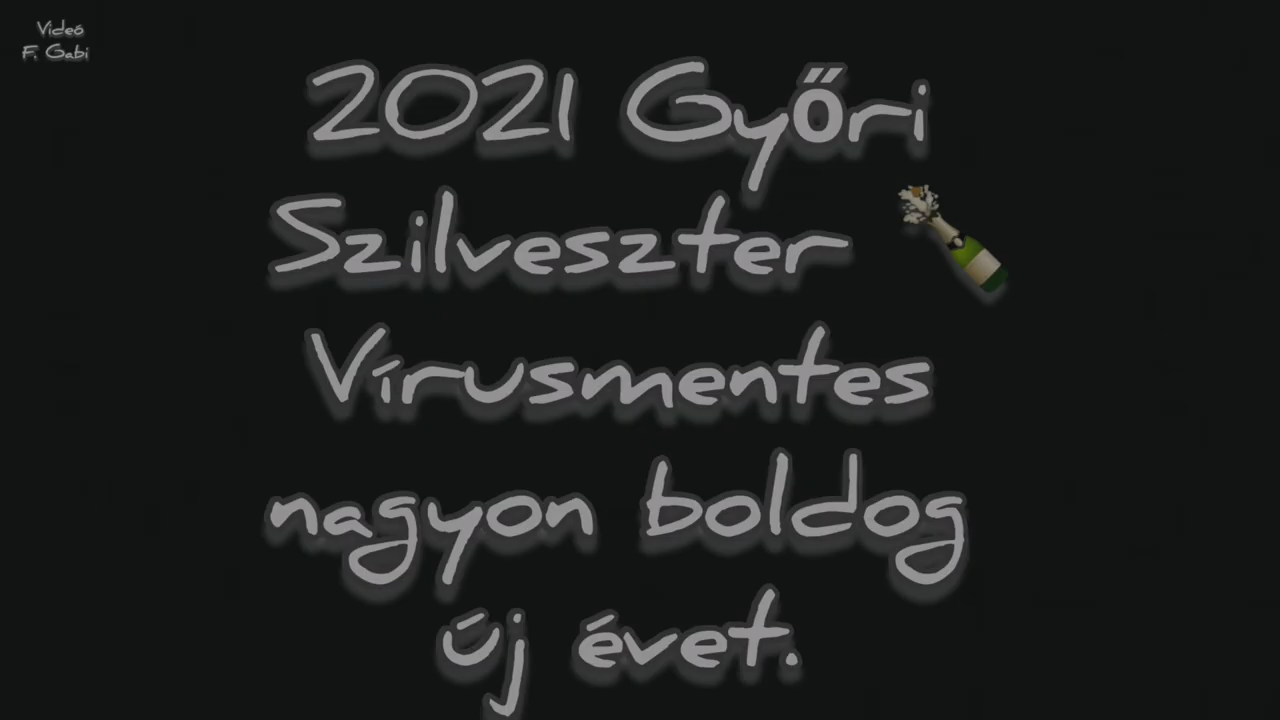 Videó
F. Gabi
2021 Győri
Szilveszter 🍾
Vírusmentes
nagyon boldog
új évet.